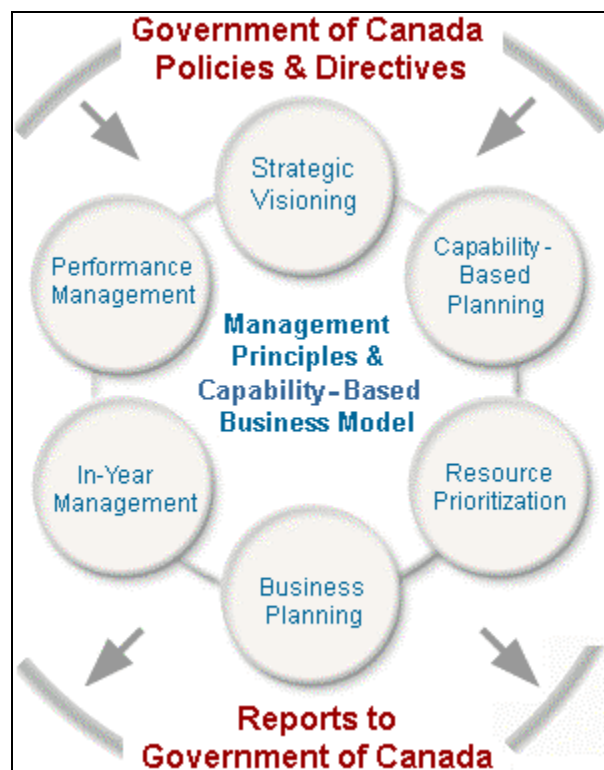 Government of Canada
Policies & Directives
Strategic
Visioning
Performance
Management
Capability-
Based
Planning
Management
Principles &
Capability-Based
Business Model
In-Year
Management
Resource
Prioritization
Business
Planning
Reports to
Government of Canada